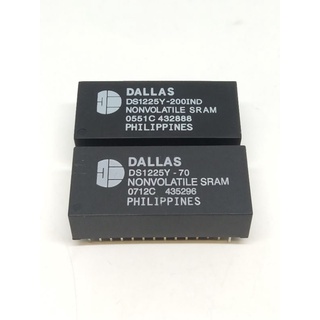 DALLAS
DS1225Y-200IND
NONVOLATILE SRAM
0551C 432888
PHILIPPINES
DALLAS
DS1225Y - 70
NONVOLATILE SRAM
0712C 435296
PHILIPPINES